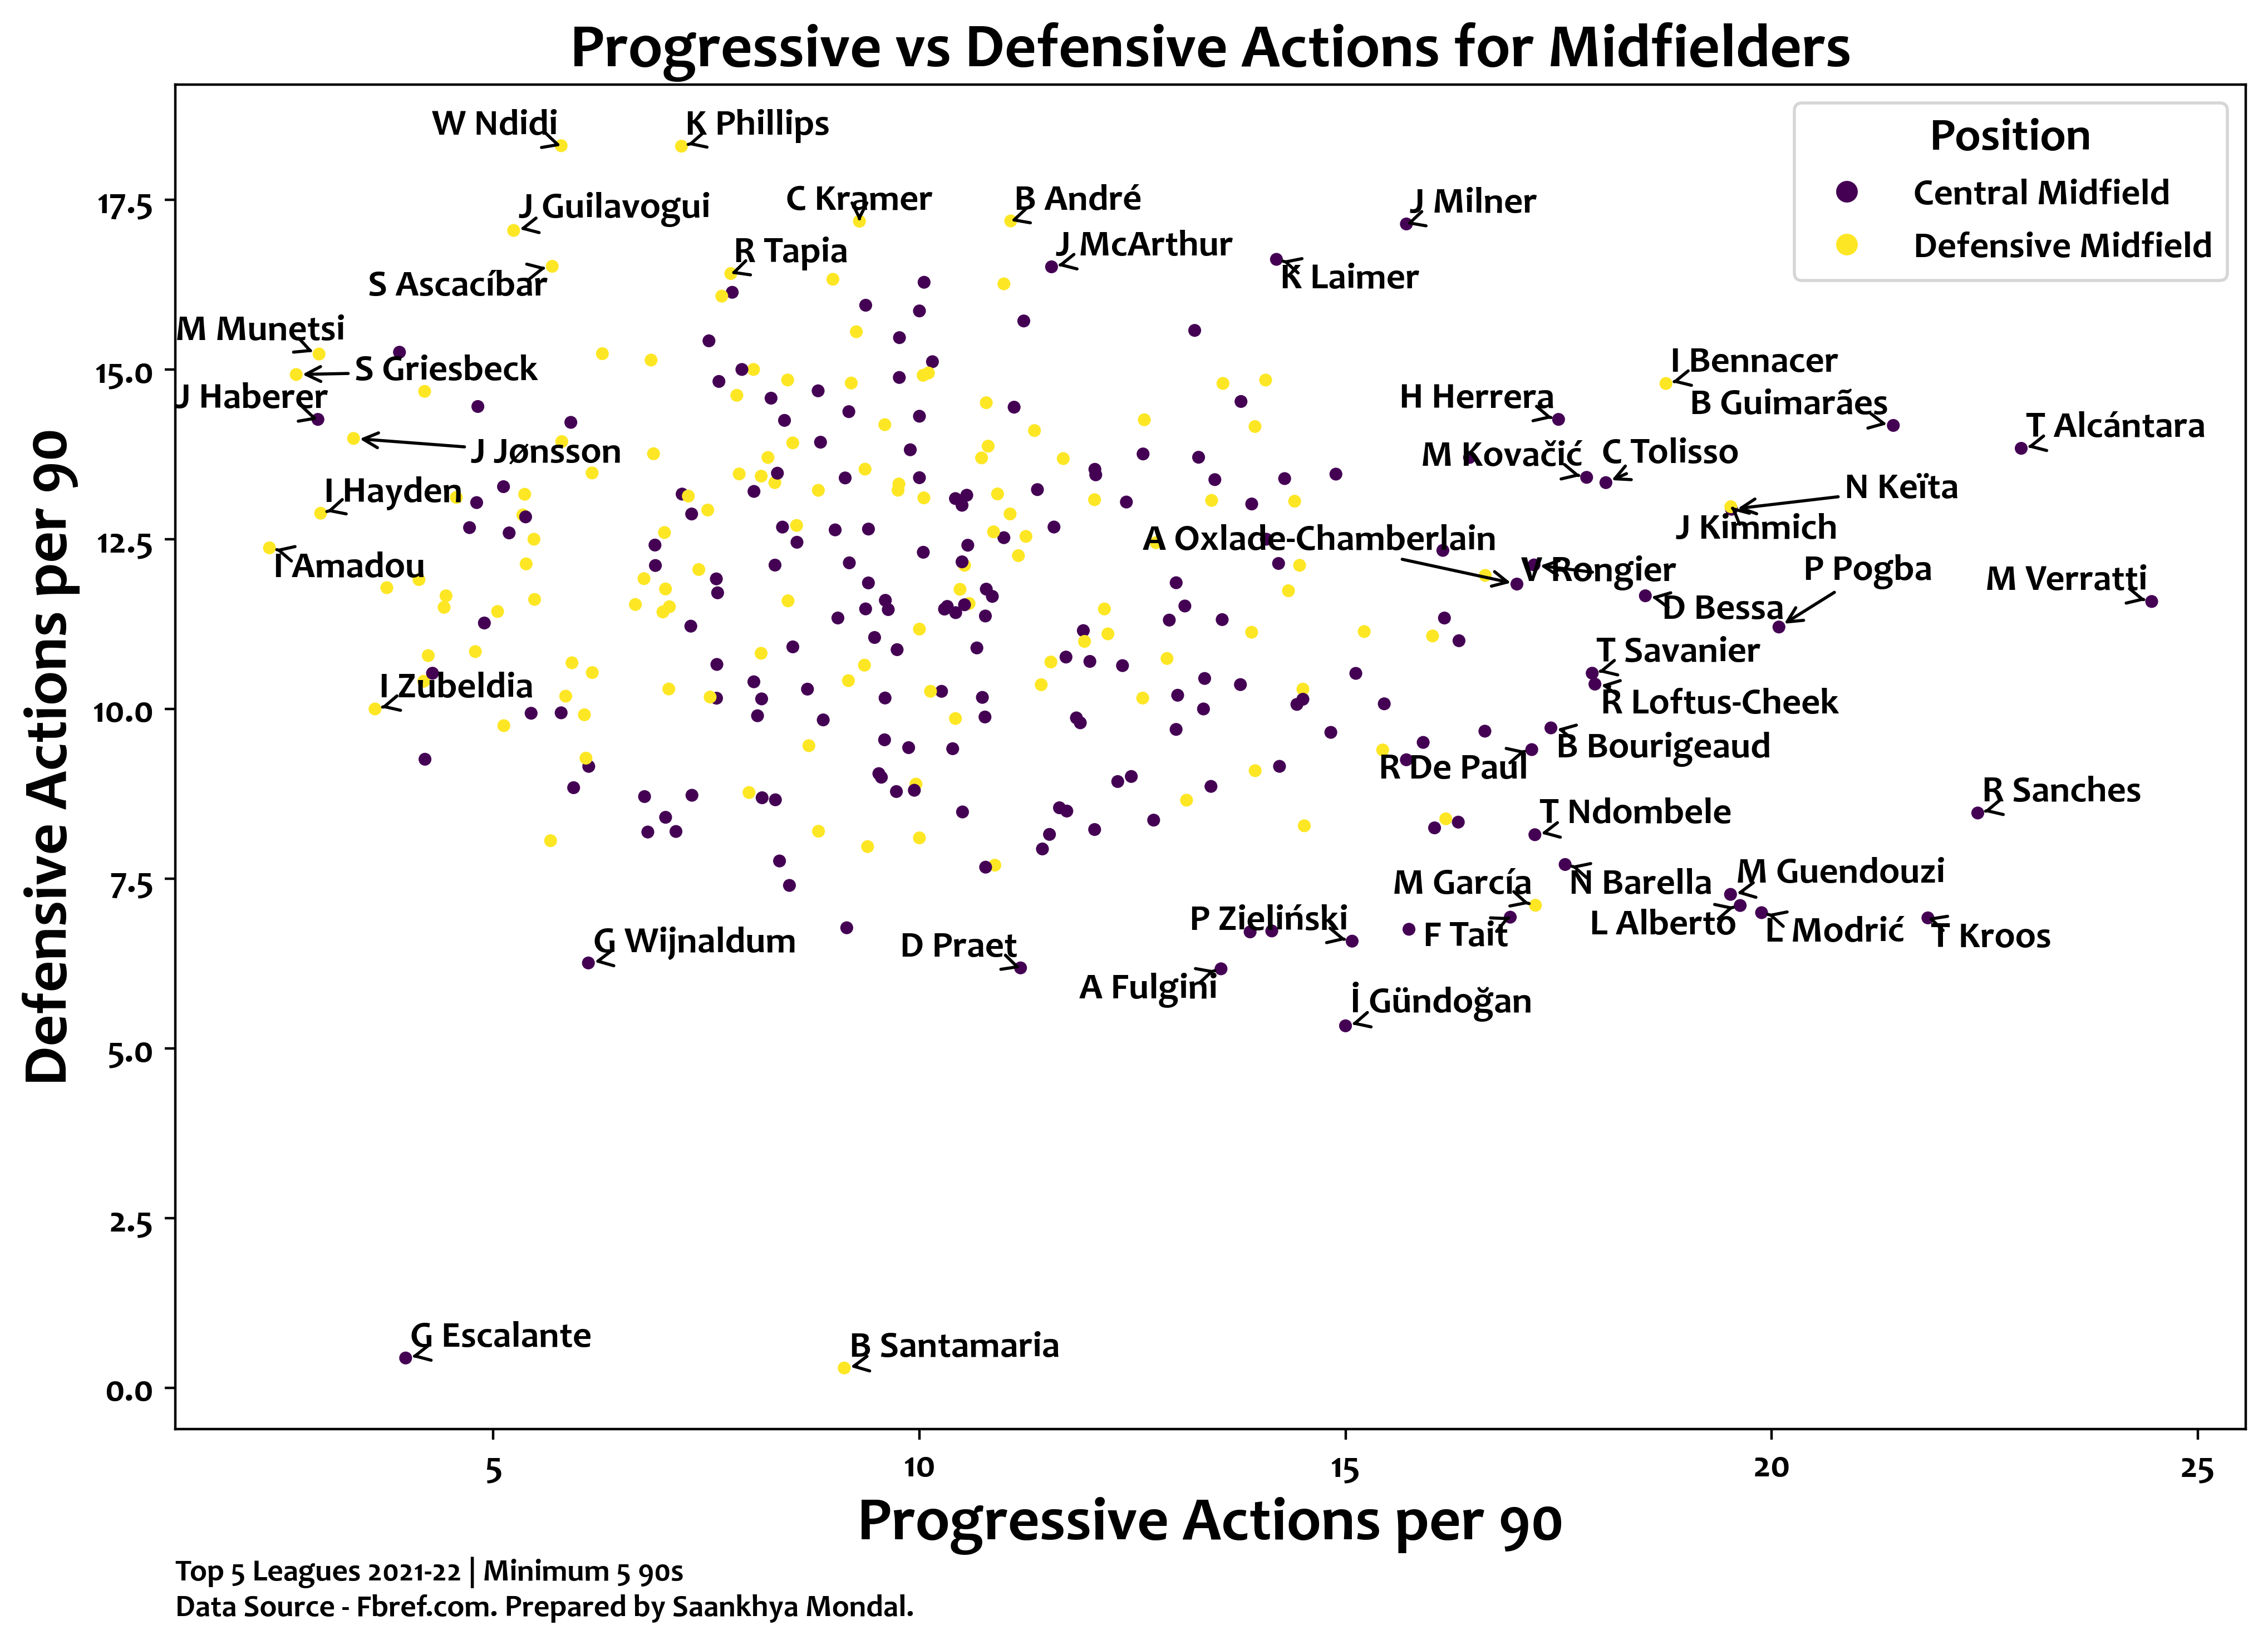 Progressive vs Defensive Actions for Midfielders
W Ndidi
K Phillips
Position
Central Midfield
Defensive Midfield
J Guilavogui
C Kramer
B André
J Milner
R Tapia
J McArthur
K Laimer
S Ascacíbar
M Munetsi
S Griesbeck
J Haberer
J Jønsson
I Hayden
I Amadou
I Bennacer
H Herrera
B Guimarães
T Alcántara
M Kovačić
C Tolisso
N Keïta
J Kimmich
A Oxlade-Chamberlain
V Rongier
P Pogba
M Verratti
D Bessa
T Savanier
I Zubeldia
R Loftus-Cheek
B Bourigeaud
R De Paul
R Sanches
T Ndombele
M García
N Barella
M Guendouzi
P Zieliński
F Tait
L Alberto
L Modrić
T Kroos
G Wijnaldum
D Praet
A Fulgini
İ Gündoğan
G Escalante
B Santamaria
17.5
15.0
12.5
10.0
7.5
5.0
2.5
0.0
Defensive Actions per 90
5
10
15
20
25
Progressive Actions per 90
Top 5 Leagues 2021-22 | Minimum 5 90s
Data Source - Fbref.com. Prepared by Saankhya Mondal.